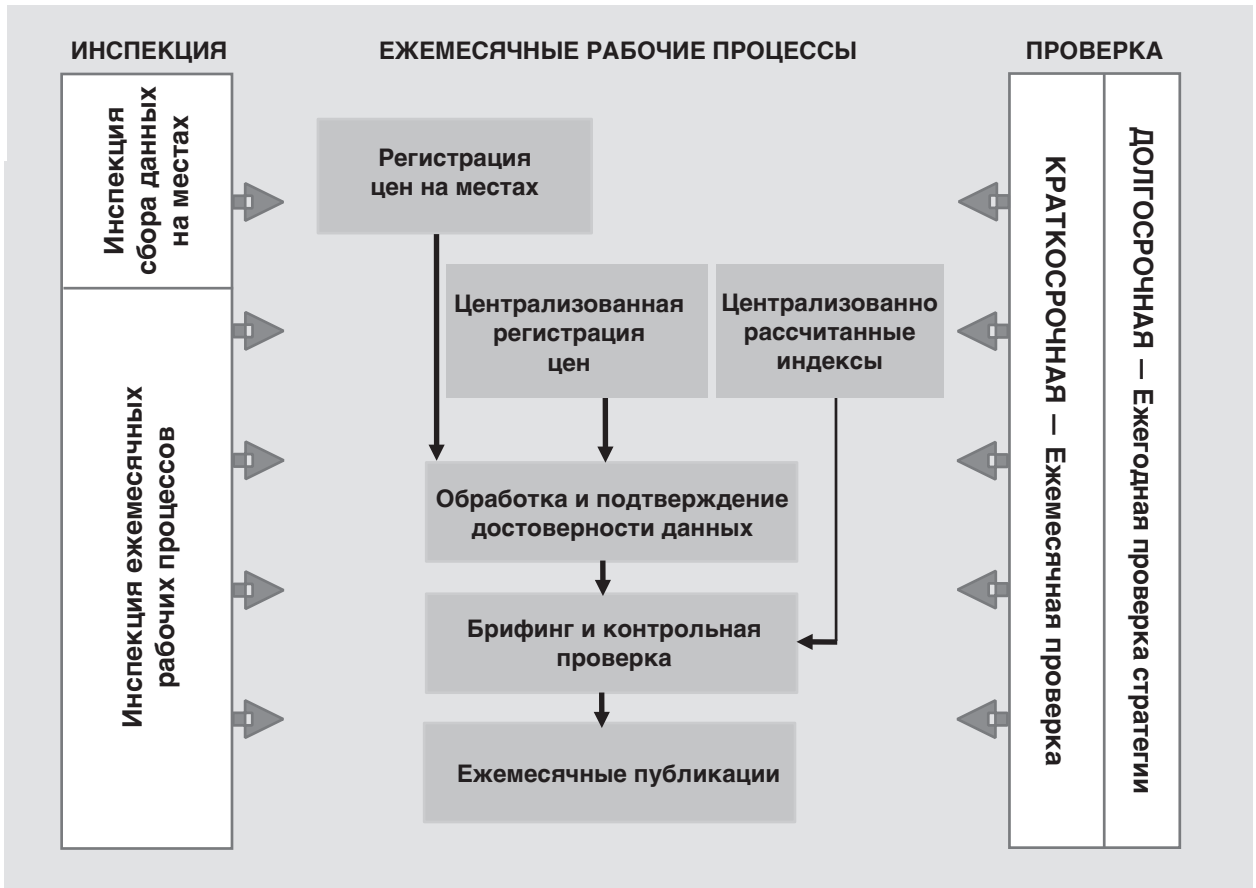 ИНСПЕКЦИЯ
ЕЖЕМЕСЯЧНЫЕ РАБОЧИЕ ПРОЦЕССЫ
ПРОВЕРКА
Инспекция
сбора данных
на местах
Инспекция ежемесячных
рабочих процессов
Регистрация
цен на местах
Централизованная
регистрация
цен
Централизованно
рассчитанные
индексы
Обработка и подтверждение
достоверности данных
Брифинг и контрольная
проверка
Ежемесячные публикации
КРАТКОСРОЧНАЯ — Ежемесячная проверка
ДОЛГОСРОЧНАЯ — Ежегодная проверка стратегии